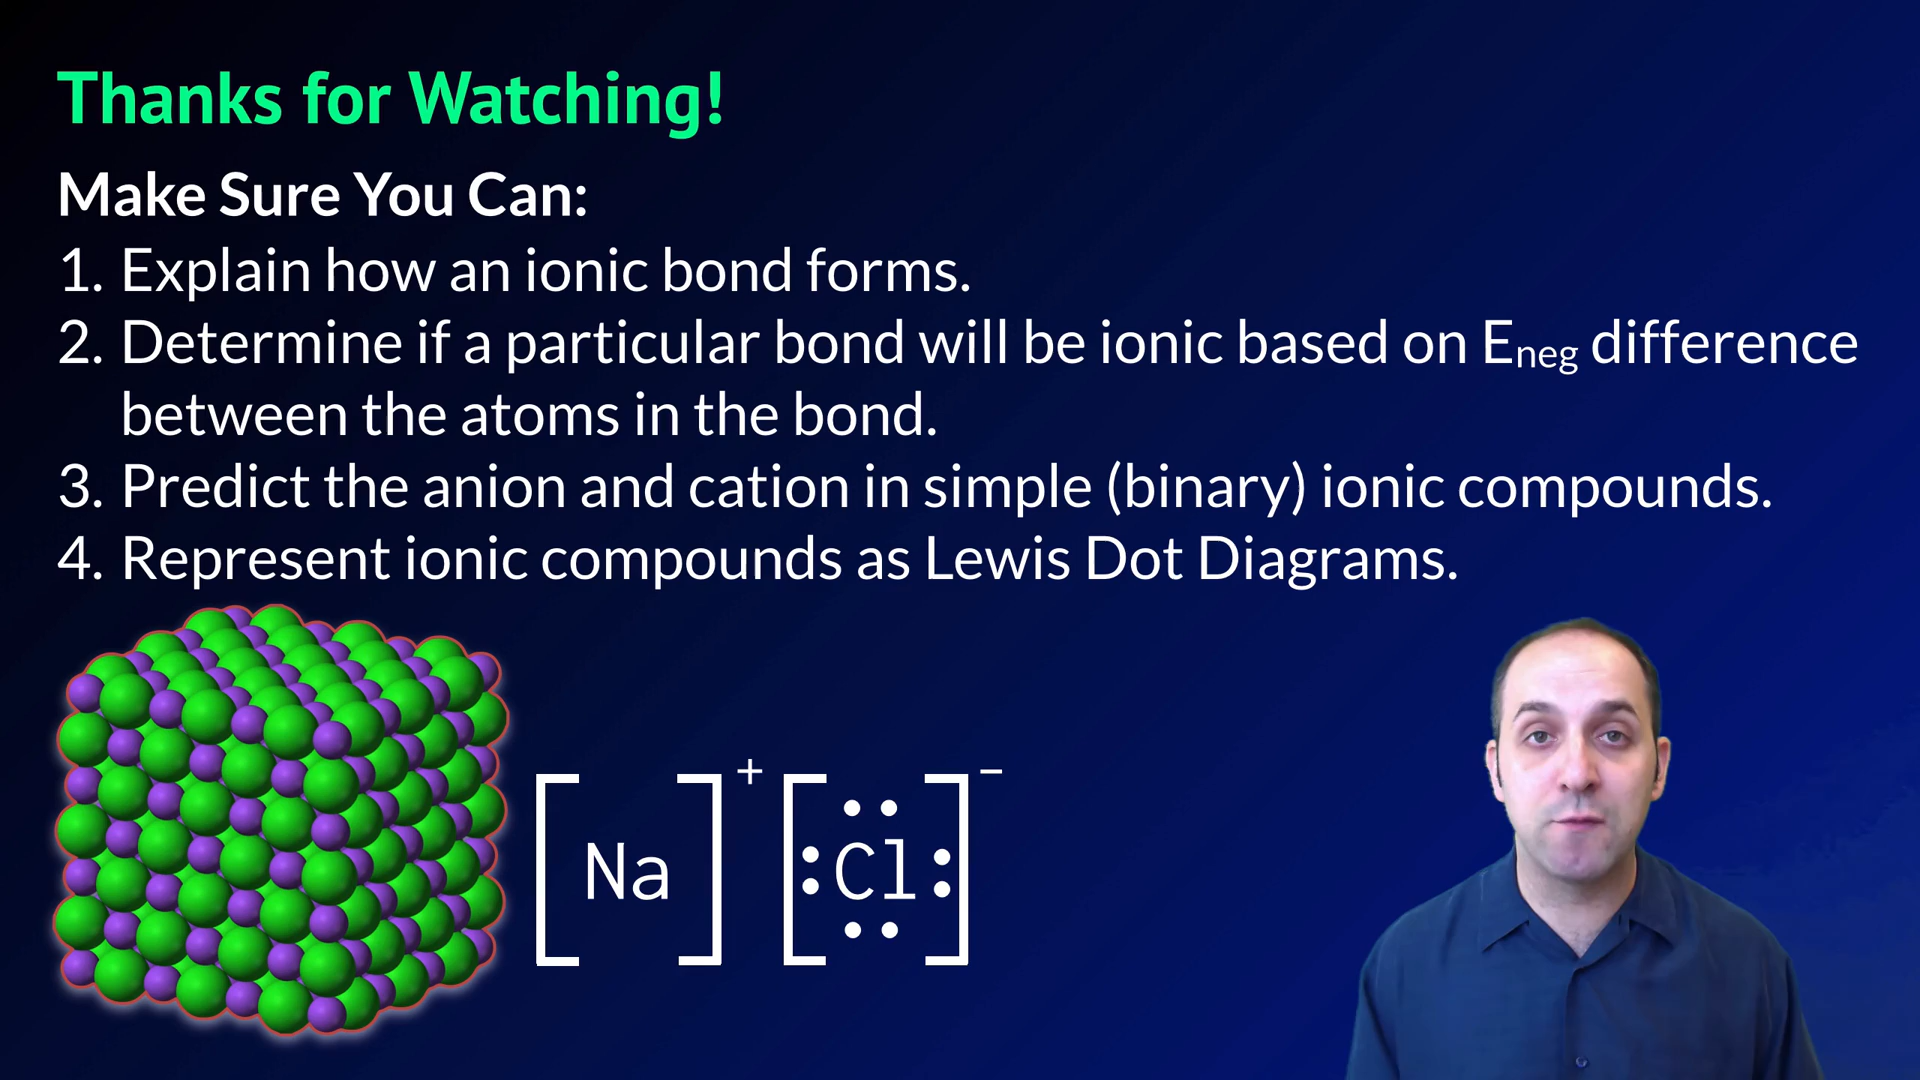 Thanks for Watching!
Make Sure You Can:
1. Explain how an ionic bond forms.
2. Determine if a particular bond will be ionic based on Eneg difference
between the atoms in the bond.
3. Predict the anion and cation in simple (binary) ionic compounds.
4. Represent ionic compounds as Lewis Dot Diagrams.
[Na]+ [Cl]−